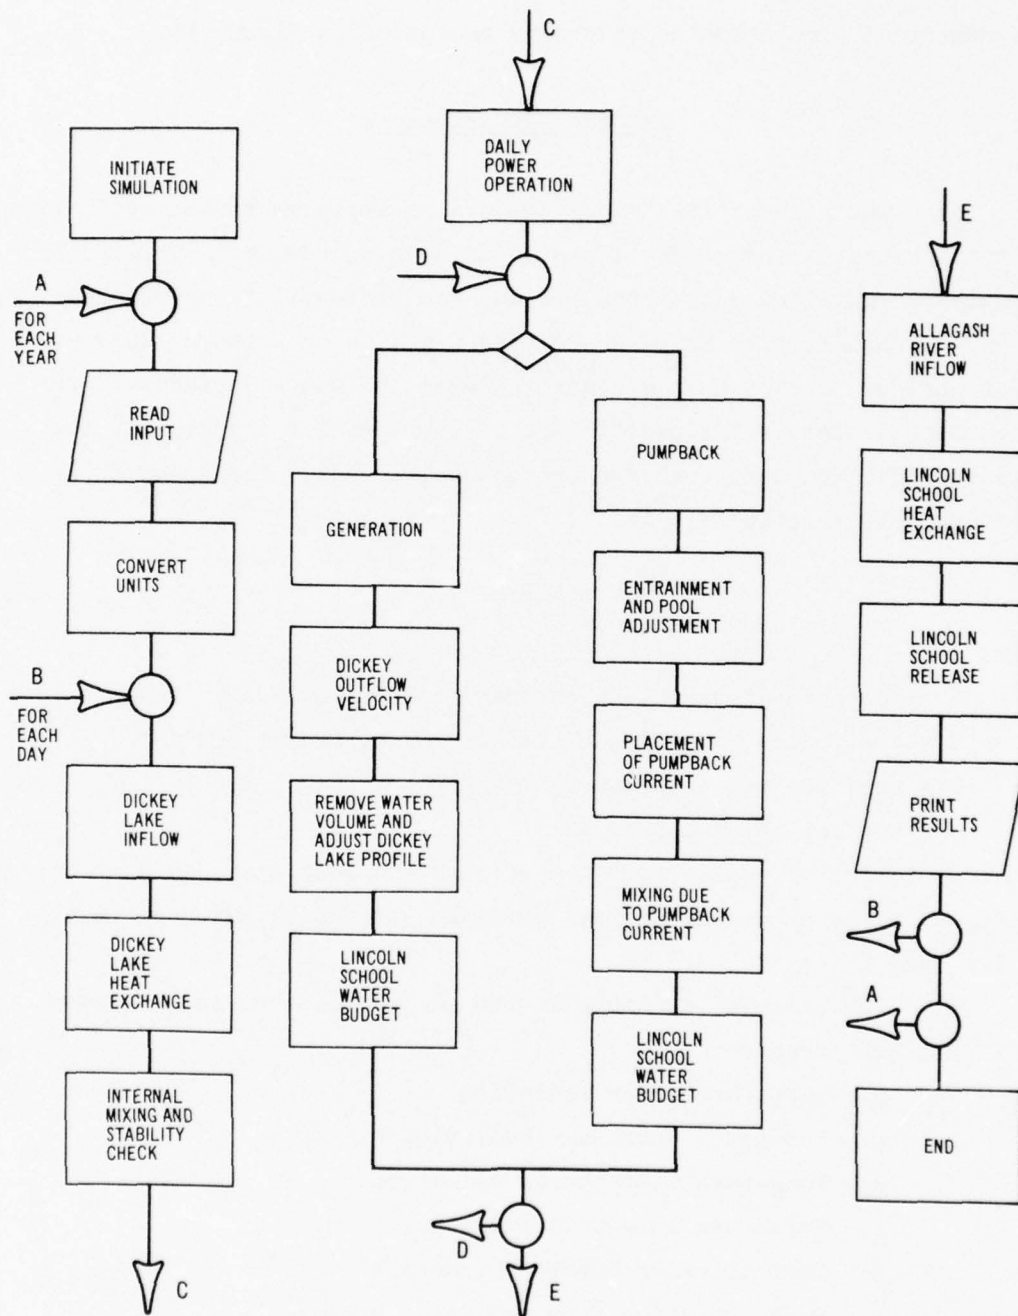 INITIATE
SIMULATION
A
FOR
EACH
YEAR
READ
INPUT
CONVERT
UNITS
B
FOR
EACH
DAY
DICKEY
LAKE
INFLOW
DICKEY
LAKE
HEAT
EXCHANGE
INTERNAL
MIXING AND
STABILITY
CHECK
C
C
DAILY
POWER
OPERATION
D
GENERATION
DICKEY
OUTFLOW
VELOCITY
REMOVE WATER
VOLUME AND
ADJUST DICKEY
LAKE PROFILE
LINCOLN
SCHOOL
WATER
BUDGET
PUMPBACK
ENTRAINMENT
AND POOL
ADJUSTMENT
PLACEMENT
OF PUMPBACK
CURRENT
MIXING DUE
TO PUMPBACK
CURRENT
LINCOLN
SCHOOL
WATER
BUDGET
D
E
E
ALLAGASH
RIVER
INFLOW
LINCOLN
SCHOOL
HEAT
EXCHANGE
LINCOLN
SCHOOL
RELEASE
PRINT
RESULTS
B
A
END